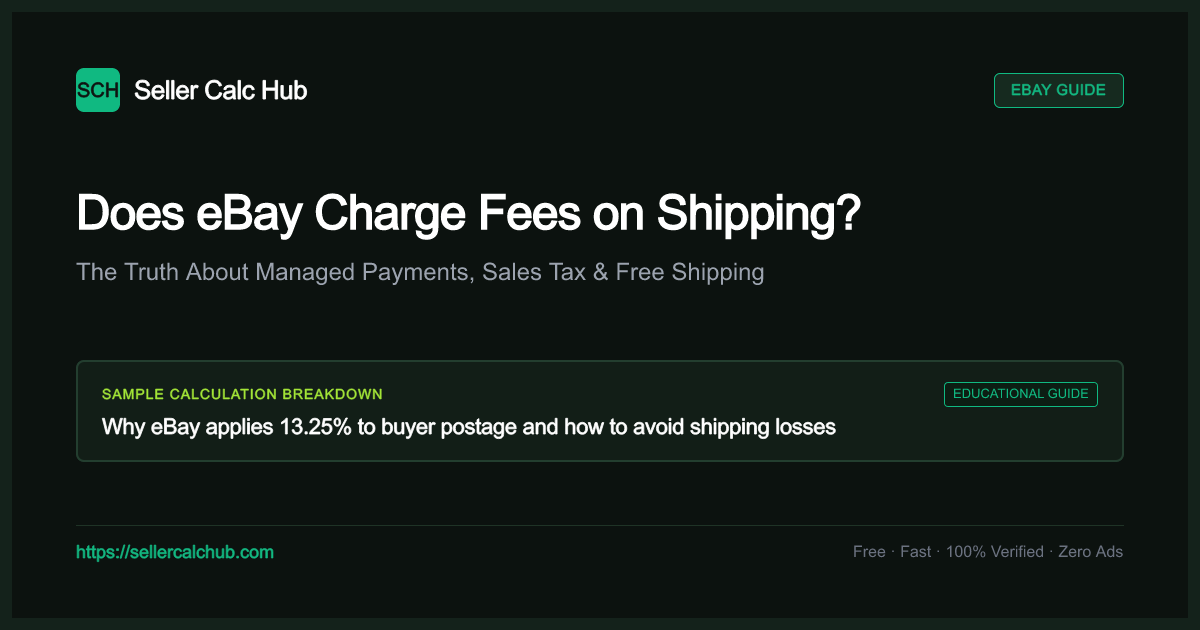 SCH Seller Calc Hub
EBAY GUIDE
Does eBay Charge Fees on Shipping?
The Truth About Managed Payments, Sales Tax & Free Shipping
SAMPLE CALCULATION BREAKDOWN
EDUCATIONAL GUIDE
Why eBay applies 13.25% to buyer postage and how to avoid shipping losses
https://sellercalchub.com
Free · Fast · 100% Verified · Zero Ads